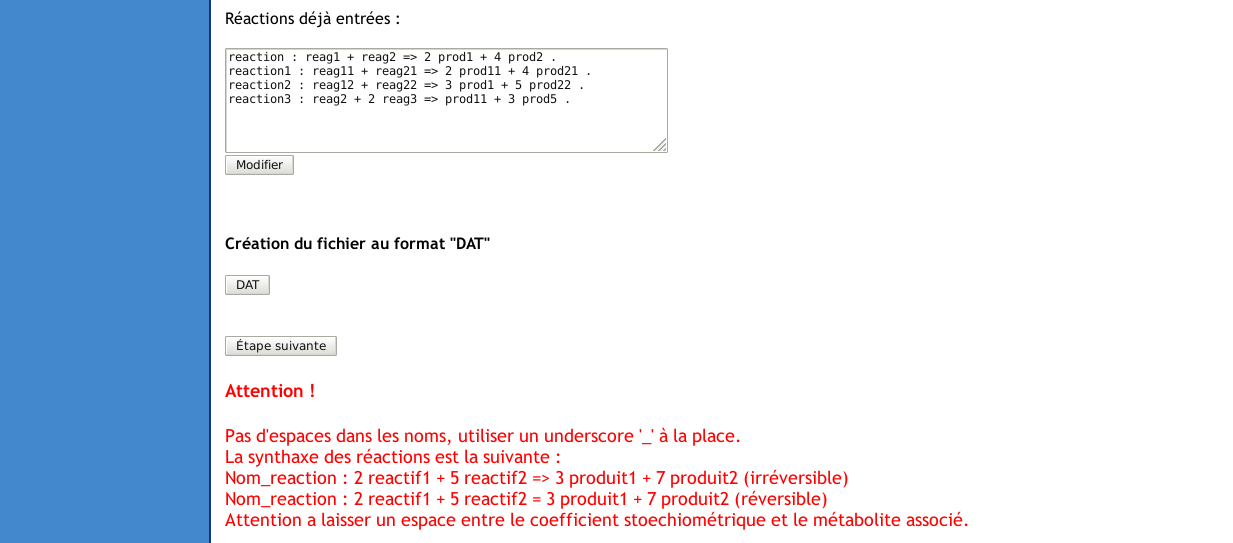 Réactions déjà entrées :
reaction : reag1 + reag2 => 2 prod1 + 4 prod2 .
reaction1 : reag11 + reag21 => 2 prod11 + 4 prod21 .
reaction2 : reag12 + reag22 => 3 prod1 + 5 prod22 .
reaction3 : reag2 + 2 reag3 => prod11 + 3 prod5 .
Modifier
Création du fichier au format "DAT"
DAT
Étape suivante
Attention !
Pas d'espaces dans les noms, utiliser un underscore '_' à la place.
La synthaxe des réactions est la suivante :
Nom_reaction : 2 reactif1 + 5 reactif2 => 3 produit1 + 7 produit2 (irréversible)
Nom_reaction : 2 reactif1 + 5 reactif2 = 3 produit1 + 7 produit2 (réversible)
Attention a laisser un espace entre le coefficient stoechiométrique et le métabolite associé.